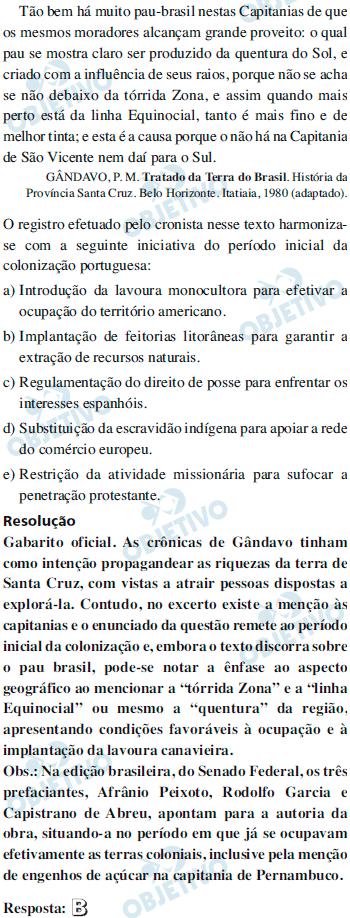 Tão bem há muito pau-brasil nestas Capitanias de que
os mesmos moradores alcançam grande proveito: o qual
pau se mostra claro ser produzido da quentura do Sol, e
criado com a influência de seus raios, porque não se acha
se não debaixo da tórrida Zona, e assim quando mais
perto está da linha Equinocial, tanto é mais fino e de
melhor tinta; e esta é a causa porque o não há na Capitania
de São Vicente nem daí para o Sul.
GÂNDAVO, P. M. Tratado da Terra do Brasil. História da
Província Santa Cruz. Belo Horizonte. Itatiaia, 1980 (adaptado).
O registro efetuado pelo cronista nesse texto harmoniza-
se com a seguinte iniciativa do período inicial da
colonização portuguesa:
a) Introdução da lavoura monocultora para efetivar a
ocupação do território americano.
b) Implantação de feitorias litorâneas para garantir a
extração de recursos naturais.
c) Regulamentação do direito de posse para enfrentar os
interesses espanhóis.
d) Substituição da escravidão indígena para apoiar a rede
do comércio europeu.
e) Restrição da atividade missionária para sufocar a
penetração protestante.
Resolução
Gabarito oficial. As crônicas de Gândavo tinham
como intenção propagandear as riquezas da terra de
Santa Cruz, com vistas a atrair pessoas dispostas a
explorá-la. Contudo, no excerto existe a menção às
capitanias e o enunciado da questão remete ao período
inicial da colonização e, embora o texto discorra sobre
o pau brasil, pode-se notar a ênfase ao aspecto
geográfico ao mencionar a “tórrida Zona” e a “linha
Equinocial” ou mesmo a “quentura” da região,
apresentando condições favoráveis à ocupação e à
implantação da lavoura canavieira.
Obs.: Na edição brasileira, do Senado Federal, os três
prefaciantes, Afrânio Peixoto, Rodolfo Garcia e
Capistrano de Abreu, apontam para a autoria da
obra, situando-a no período em que já se ocupavam
efetivamente as terras coloniais, inclusive pela menção
de engenhos de açúcar na capitania de Pernambuco.
Resposta: B
OBJETIVO
OBJETIVO
OBJETIVO
OBJETIVO
OBJETIVO
OBJETIVO
OBJETIVO
OBJETIVO
OBJETIVO
OBJETIVO
OBJETIVO